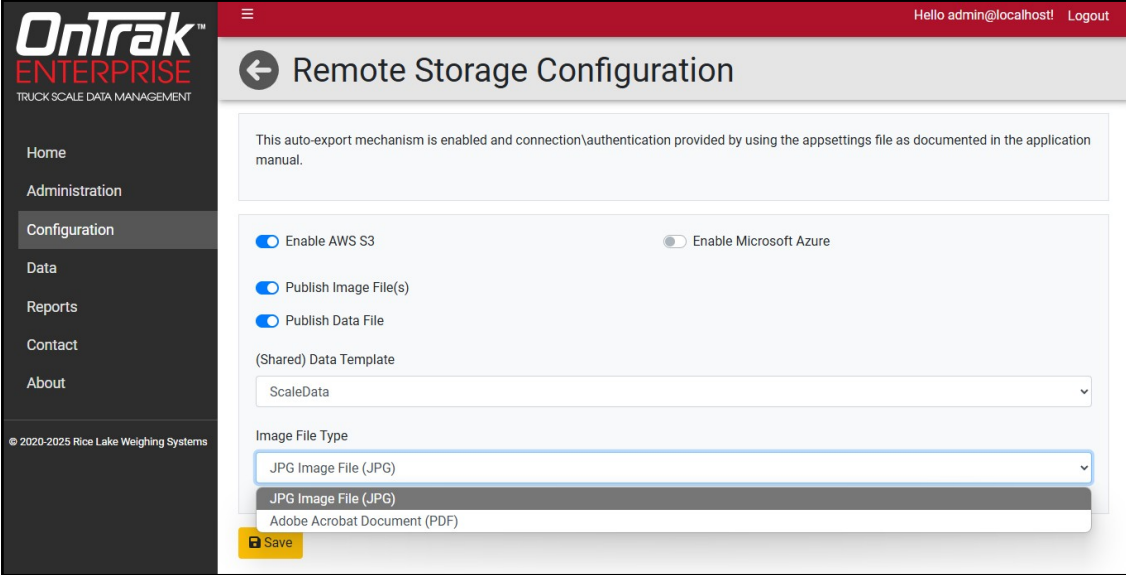 OnTrak™
ENTERPRISE
TRUCK SCALE DATA MANAGEMENT
Home
Administration
Configuration
Data
Reports
Contact
About
© 2020-2025 Rice Lake Weighing Systems
Hello admin@localhost! Logout
Remote Storage Configuration
This auto-export mechanism is enabled and connection\authentication provided by using the appsettings file as documented in the application
manual.
Enable AWS S3 Enable Microsoft Azure
Publish Image File(s)
Publish Data File
(Shared) Data Template
ScaleData
Image File Type
JPG Image File (JPG)
JPG Image File (JPG)
Adobe Acrobat Document (PDF)
Save